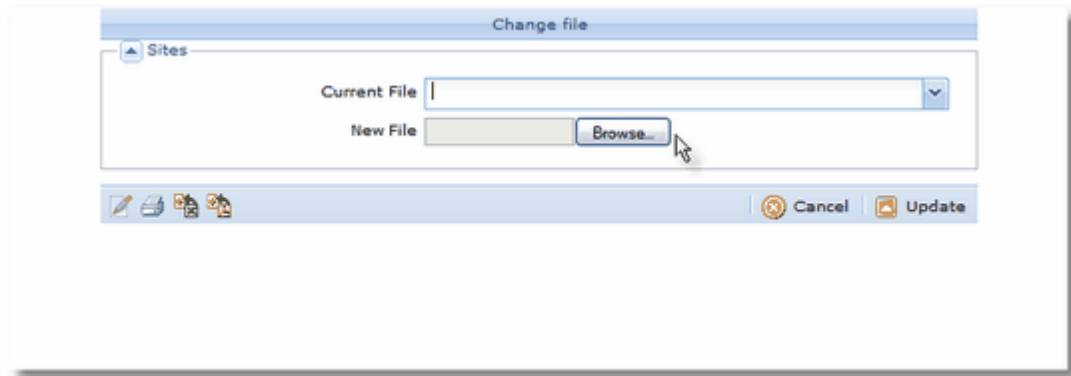 Change file
Sites
Current File
New File Browse...
Cancel Update